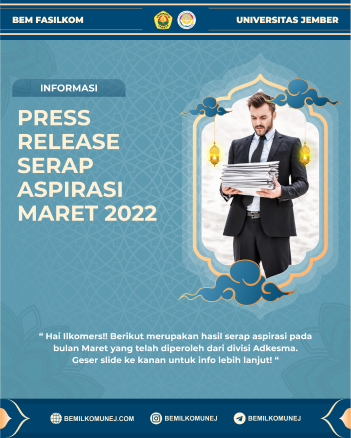 BEM FASILKOM
UNIVERSITAS JEMBER
INFORMASI
PRESS
RELEASE
SERAP
ASPIRASI
MARET 2022
" Hai Ilkomers!! Berikut merupakan hasil serap aspirasi pada
bulan Maret yang telah diperoleh dari divisi Adkesma.
Geser slide ke kanan untuk info lebih lanjut! "
BEMILKOMUNEJ.COM
BEMILKOMUNEJ
BEMILKOMUNEJ